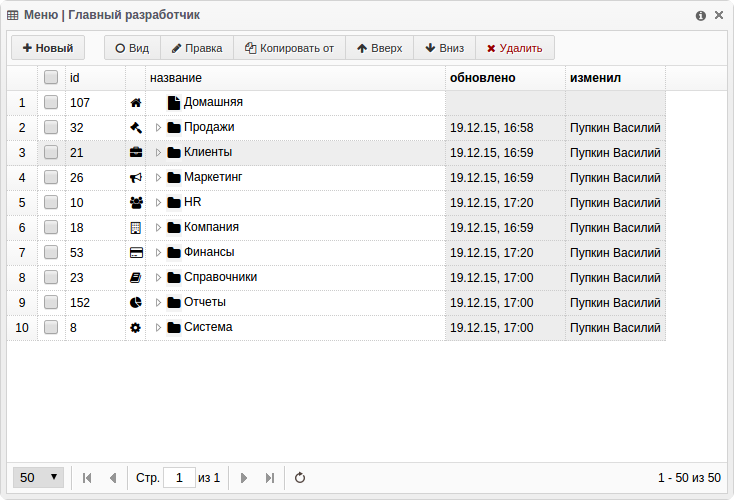 Меню | Главный разработчик
Новый Вид Правка Копировать от Вверх Вниз Удалить
id название обновлено изменил
1 107 Домашняя
2 32 Продажи 19.12.15, 16:58 Пупкин Василий
3 21 Клиенты 19.12.15, 16:59 Пупкин Василий
4 26 Маркетинг 19.12.15, 16:59 Пупкин Василий
5 10 HR 19.12.15, 17:20 Пупкин Василий
6 18 Компания 19.12.15, 16:59 Пупкин Василий
7 53 Финансы 19.12.15, 17:20 Пупкин Василий
8 23 Справочники 19.12.15, 17:00 Пупкин Василий
9 152 Отчеты 19.12.15, 17:00 Пупкин Василий
10 8 Система 19.12.15, 17:00 Пупкин Василий
50 Стр. 1 из 1 1 - 50 из 50